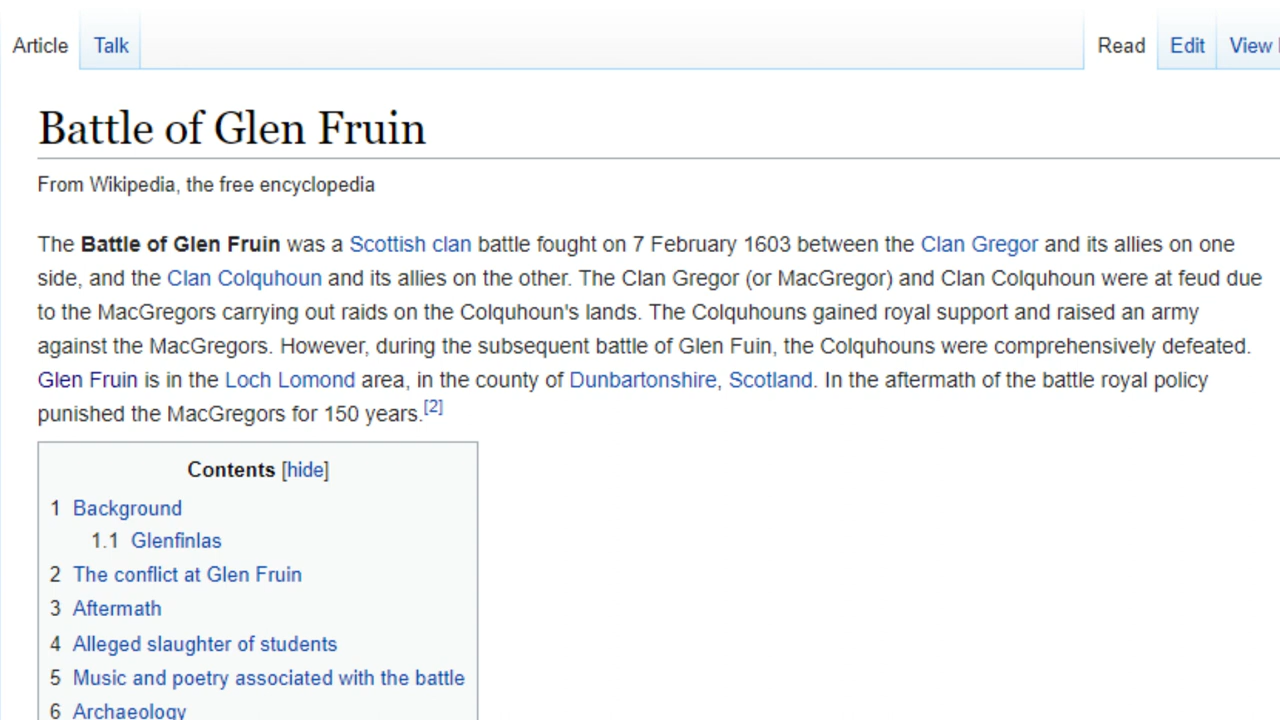 Article Talk Read Edit View
Battle of Glen Fruin
From Wikipedia, the free encyclopedia
The Battle of Glen Fruin was a Scottish clan battle fought on 7 February 1603 between the Clan Gregor and its allies on one
side, and the Clan Colquhoun and its allies on the other. The Clan Gregor (or MacGregor) and Clan Colquhoun were at feud due
to the MacGregors carrying out raids on the Colquhoun's lands. The Colquhouns gained royal support and raised an army
against the MacGregors. However, during the subsequent battle of Glen Fuin, the Colquhouns were comprehensively defeated.
Glen Fruin is in the Loch Lomond area, in the county of Dunbartonshire, Scotland. In the aftermath of the battle royal policy
punished the MacGregors for 150 years.[2]
Contents [hide]
1 Background
1.1 Glenfinlas
2 The conflict at Glen Fruin
3 Aftermath
4 Alleged slaughter of students
5 Music and poetry associated with the battle
6 Archaeology